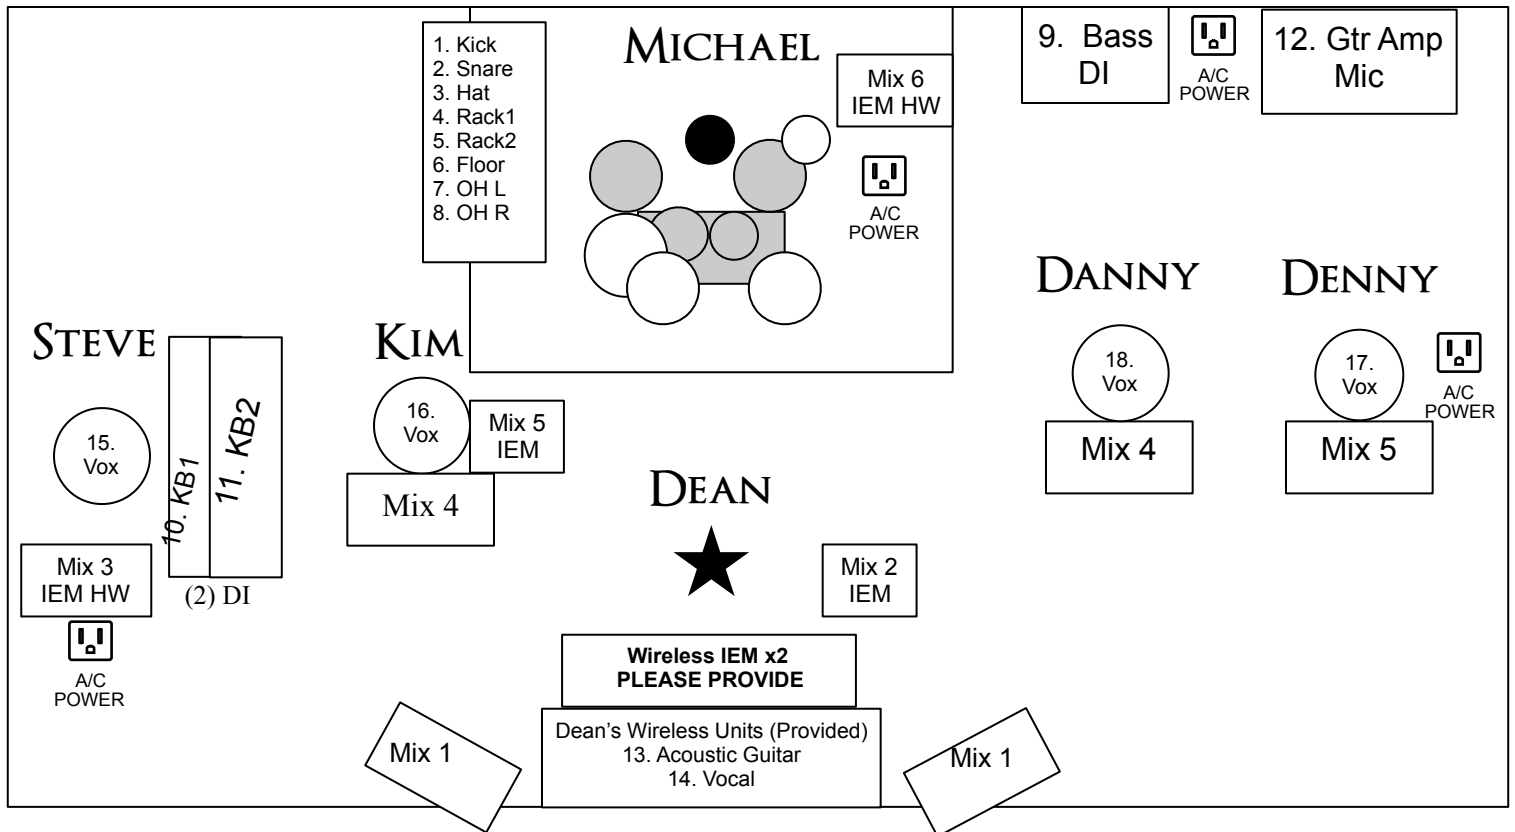 1. Kick
2. Snare
3. Hat
4. Rack1
5. Rack2
6. Floor
7. OH L
8. OH R
MICHAEL
Mix 6
IEM HW
A/C
POWER
9. Bass
DI
A/C
POWER
12. Gtr Amp
Mic
STEVE
15.
Vox
10. KB1
11. KB2
(2) DI
Mix 3
IEM HW
A/C
POWER
KIM
16.
Vox
Mix 5
IEM
Mix 4
DEAN
Mix 2
IEM
DANNY
18.
Vox
Mix 4
DENNY
17.
Vox
Mix 5
A/C
POWER
Wireless IEM x2
PLEASE PROVIDE
Mix 1
Dean's Wireless Units (Provided)
13. Acoustic Guitar
14. Vocal
Mix 1